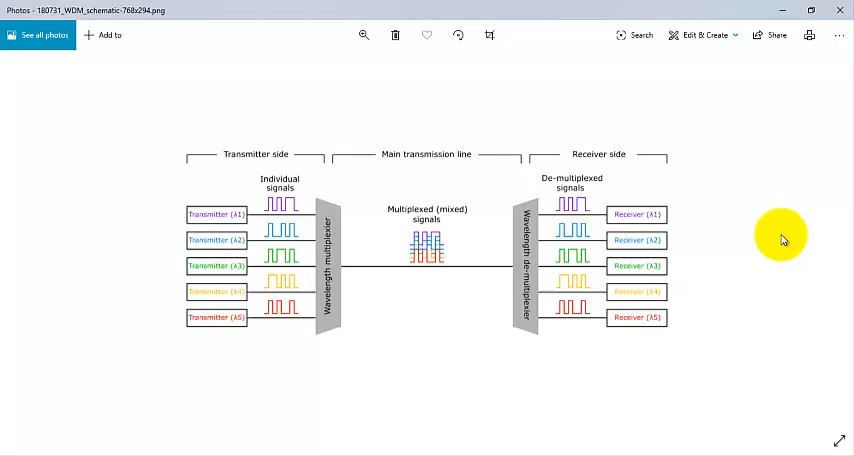 Photos - 180731_WDM_schematic-768x294.png
See all photos
Add to
Search
Edit & Create
Share
Transmitter side
Main transmission line
Receiver side
Individual
signals
De-multiplexed
signals
Multiplexed (mixed)
signals
Transmitter (λ1)
Transmitter (λ2)
Transmitter (λ3)
Transmitter (λ4)
Transmitter (λ5)
Wavelength multiplexier
Wavelength de-multiplexier
Receiver (λ1)
Receiver (λ2)
Receiver (λ3)
Receiver (λ4)
Receiver (λ5)